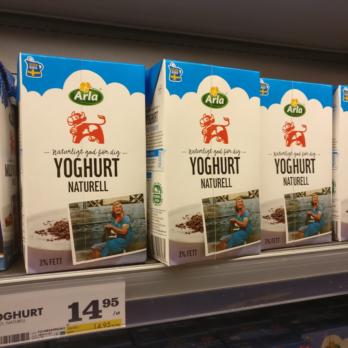 Arla
Naturligt god för dig
YOGHURT
NATURELL
3% FETT
Arla
Naturligt god för dig
YOGHURT
NATURELL
3% FETT
Arla
Naturligt god för dig
YOGHURT
NATURELL
3% FETT
OGHURT
14 95
/st
14:95